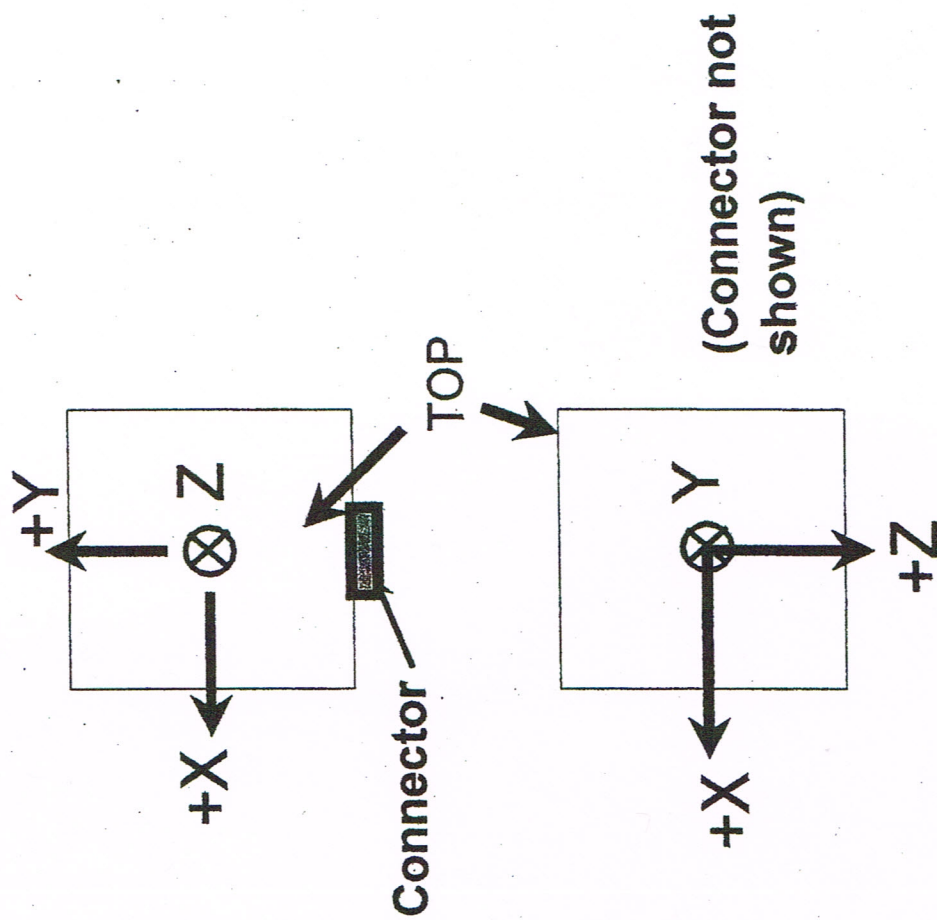 +X
+Y
Z
Connector
TOP
+X
Y
+Z
(Connector not
shown)